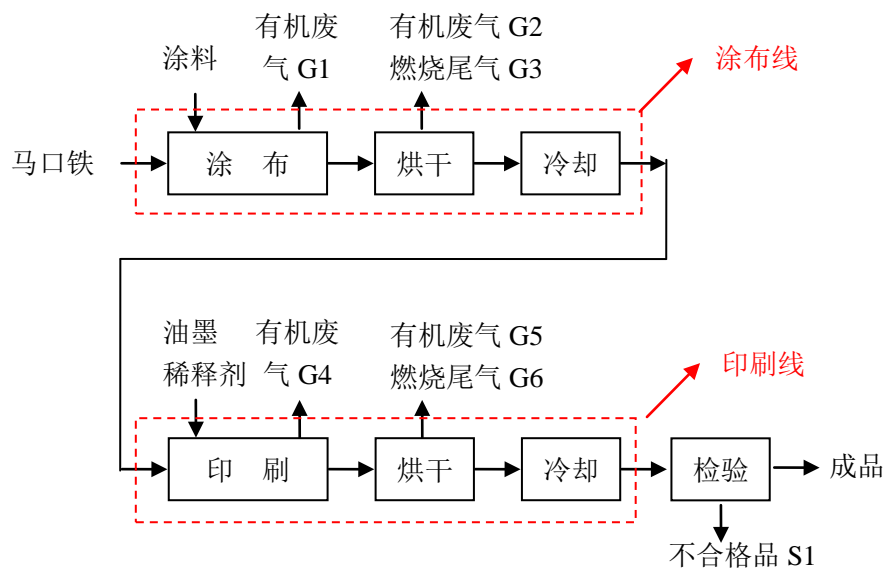 涂料
有机废
气 G1
有机废气 G2
燃烧尾气 G3
涂布线
马口铁
涂 布
烘干
冷却
油墨
稀释剂
有机废
气 G4
有机废气 G5
燃烧尾气 G6
印刷线
印 刷
烘干
冷却
检验
成品
不合格品 S1